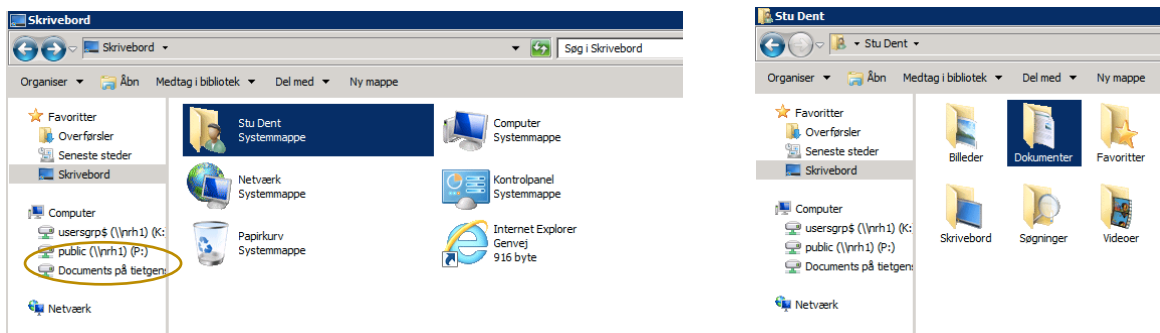 Skrivebord
Skrivebord
Søg i Skrivebord
Organiser Åbn Medtag i bibliotek Del med Ny mappe
Favoritter
Overførsler
Seneste steder
Skrivebord
Computer
usersgrp$ (\\nrh1) (K:
public (\\nrh1) (P:)
Documents på tietgens
Netværk
Stu Dent
Systemmappe
Computer
Systemmappe
Netværk
Systemmappe
Kontrolpanel
Systemmappe
Papirkurv
Systemmappe
Internet Explorer
Genvej
916 byte
Stu Dent
Stu Dent
Organiser Åbn Medtag i bibliotek Del med Ny mappe
Favoritter
Overførsler
Seneste steder
Skrivebord
Computer
usersgrp$ (\\nrh1) (K:
public (\\nrh1) (P:)
Documents på tietgens
Netværk
Billeder Dokumenter Favoritter
Skrivebord Søgninger Videoer